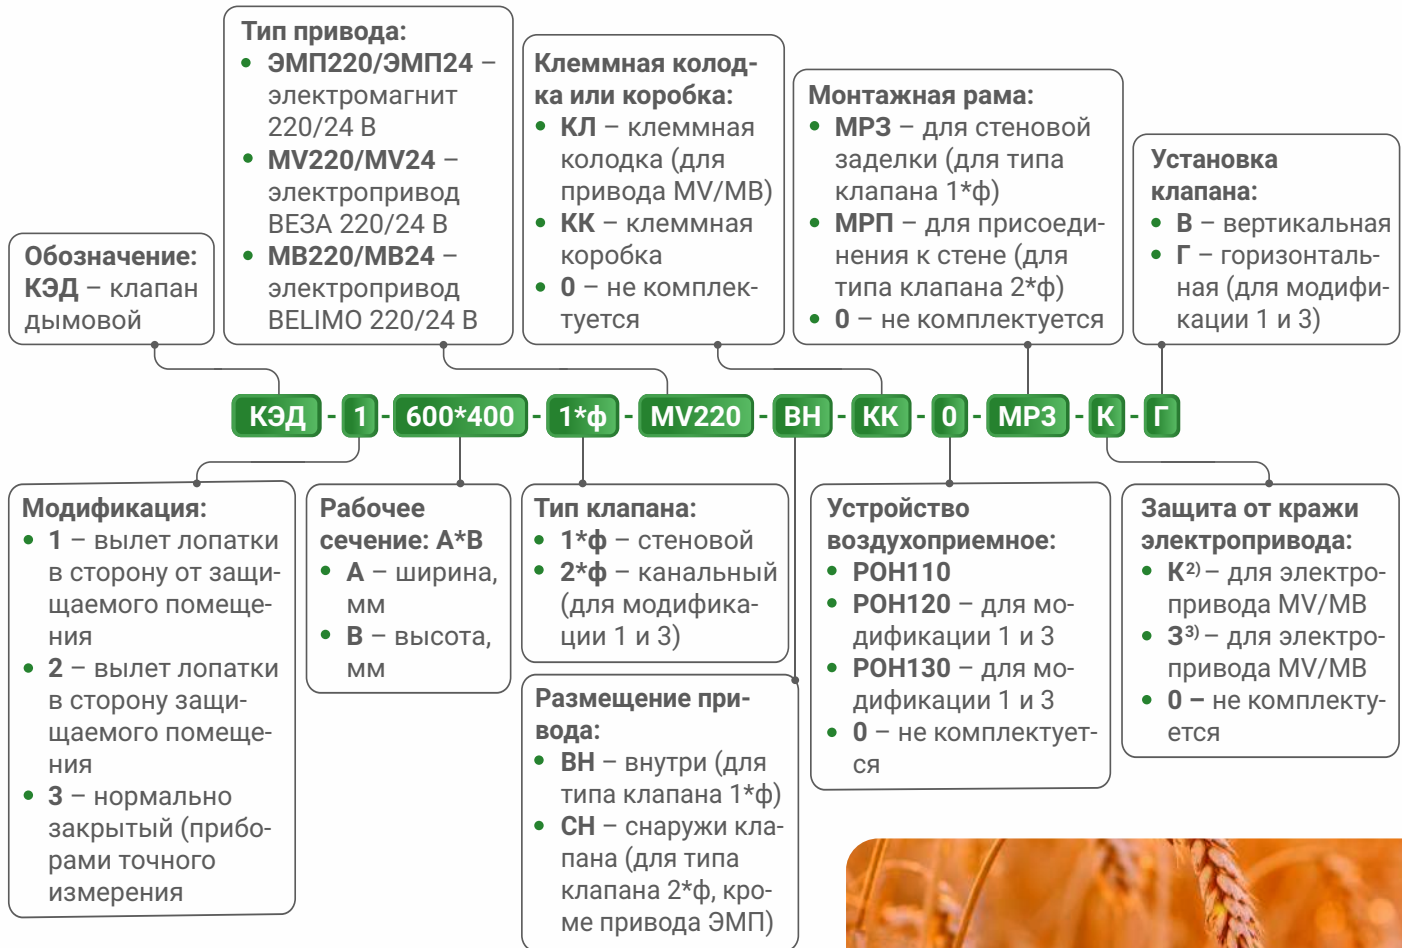 Тип привода:
ЭМП220/ЭМП24 –
электромагнит
220/24 В
MV220/MV24 –
электропривод
ВЕЗА 220/24 В
MB220/MB24 –
электропривод
BELIMO 220/24 В
Клеммная колод-
ка или коробка:
КЛ – клеммная
колодка (для
привода MV/MB)
КК – клеммная
коробка
0 – не комплек-
туется
Монтажная рама:
МРЗ – для стеновой
заделки (для типа
клапана 1*ф)
МРП – для присоеди-
нения к стене (для
типа клапана 2*ф)
0 – не комплектуется
Установка
клапана:
В – вертикальная
Г – горизонталь-
ная (для модифи-
кации 1 и 3)
Обозначение:
КЭД – клапан
дымовой
КЭД - 1 - 600*400 - 1*ф - MV220 - ВН - КК - 0 - МРЗ - К - Г
Модификация:
1 – вылет лопатки
в сторону от защи-
щаемого помеще-
ния
2 – вылет лопатки
в сторону защи-
щаемого помеще-
ния
3 – нормально
закрытый (прибо-
рами точного
измерения
Рабочее
сечение: А*В
А – ширина,
мм
В – высота,
мм
Тип клапана:
1*ф – стеновой
2*ф – канальный
(для модифика-
ции 1 и 3)
Размещение при-
вода:
ВН – внутри (для
типа клапана 1*ф)
СН – снаружи кла-
пана (для типа
клапана 2*ф, кро-
ме привода ЭМП)
Устройство
воздухоприемное:
РОН110
РОН120 – для мо-
дификации 1 и 3
РОН130 – для мо-
дификации 1 и 3
0 – не комплектует-
ся
Защита от кражи
электропривода:
К²⁾ – для электро-
привода MV/MB
З³⁾ – для электро-
привода MV/MB
0 – не комплекту-
ется